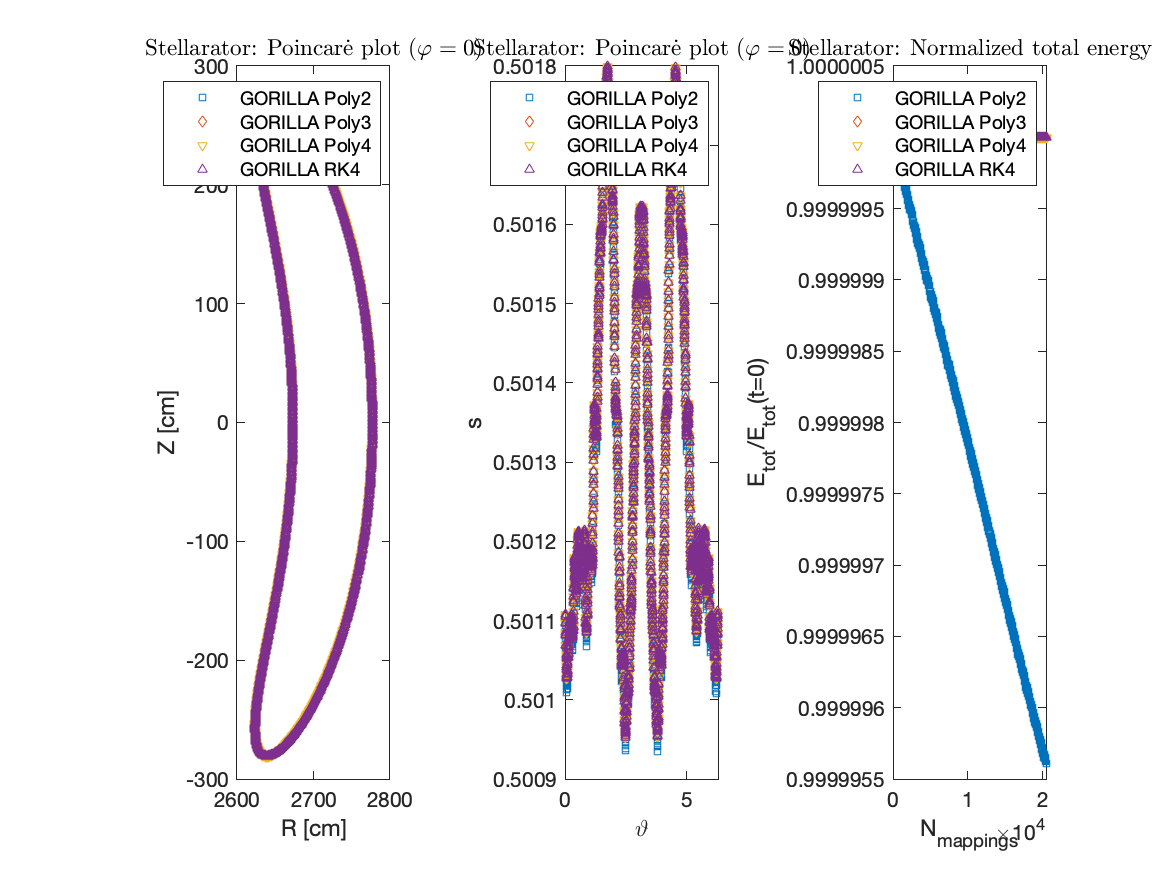 Stellarator: Poincarė plot (φ = 0)
300
200
100
0
-100
-200
-300
2600
2700
2800
Z [cm]
R [cm]
GORILLA Poly2
GORILLA Poly3
GORILLA Poly4
GORILLA RK4
Stellarator: Poincarė plot (φ = 0)
0.5018
0.5016
0.5015
0.5014
0.5013
0.5012
0.5011
0.501
0.5009
0
5
s
ϑ
GORILLA Poly2
GORILLA Poly3
GORILLA Poly4
GORILLA RK4
Stellarator: Normalized total energy
1.0000005
0.9999995
0.999999
0.9999985
0.999998
0.9999975
0.999997
0.9999965
0.999996
0.9999955
0
1
2
E_tot/E_tot(t=0)
N_mappings
×10^4
GORILLA Poly2
GORILLA Poly3
GORILLA Poly4
GORILLA RK4